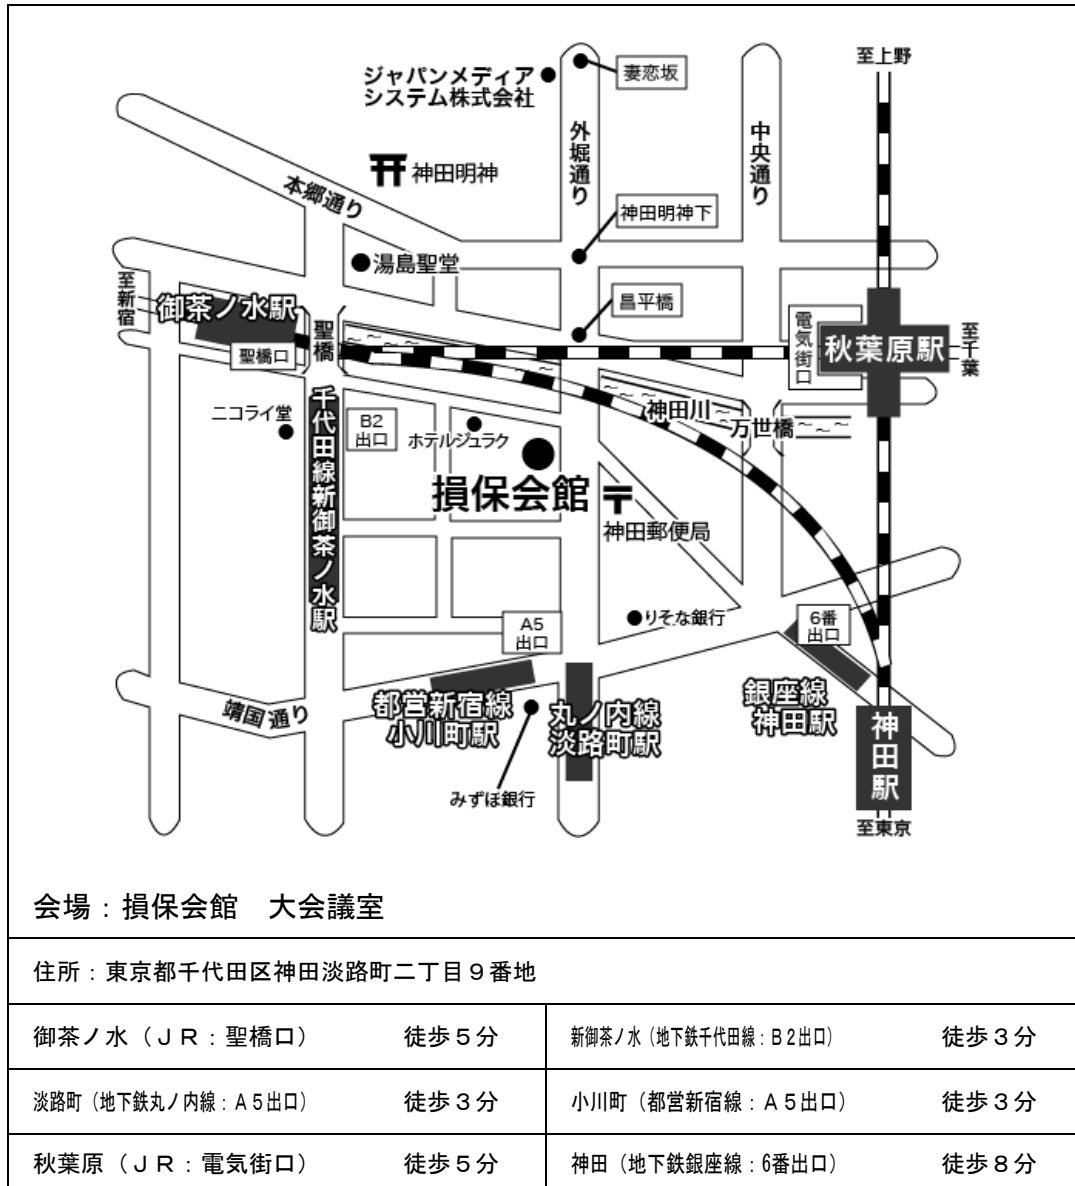 至上野
ジャパンメディア
システム株式会社
妻恋坂
外堀通り
中央通り
神田明神
本郷通り
神田明神下
湯島聖堂
至新宿
御茶ノ水駅
聖橋口
聖橋
昌平橋
電気街口
秋葉原駅
至千葉
ニコライ堂
千代田線新御茶ノ水駅
B2
出口
ホテルジュラク
神田川
万世橋
損保会館
〒
神田郵便局
A5
出口
りそな銀行
6番
出口
靖国通り
都営新宿線
小川町駅
丸ノ内線
淡路町駅
銀座線
神田駅
神田駅
みずほ銀行
至東京
会場：損保会館　大会議室
住所：東京都千代田区神田淡路町二丁目９番地
御茶ノ水（ＪＲ：聖橋口）　徒歩５分
新御茶ノ水（地下鉄千代田線：Ｂ２出口）　徒歩３分
淡路町（地下鉄丸ノ内線：Ａ５出口）　徒歩３分
小川町（都営新宿線：Ａ５出口）　徒歩３分
秋葉原（ＪＲ：電気街口）　徒歩５分
神田（地下鉄銀座線：6番出口）　徒歩８分